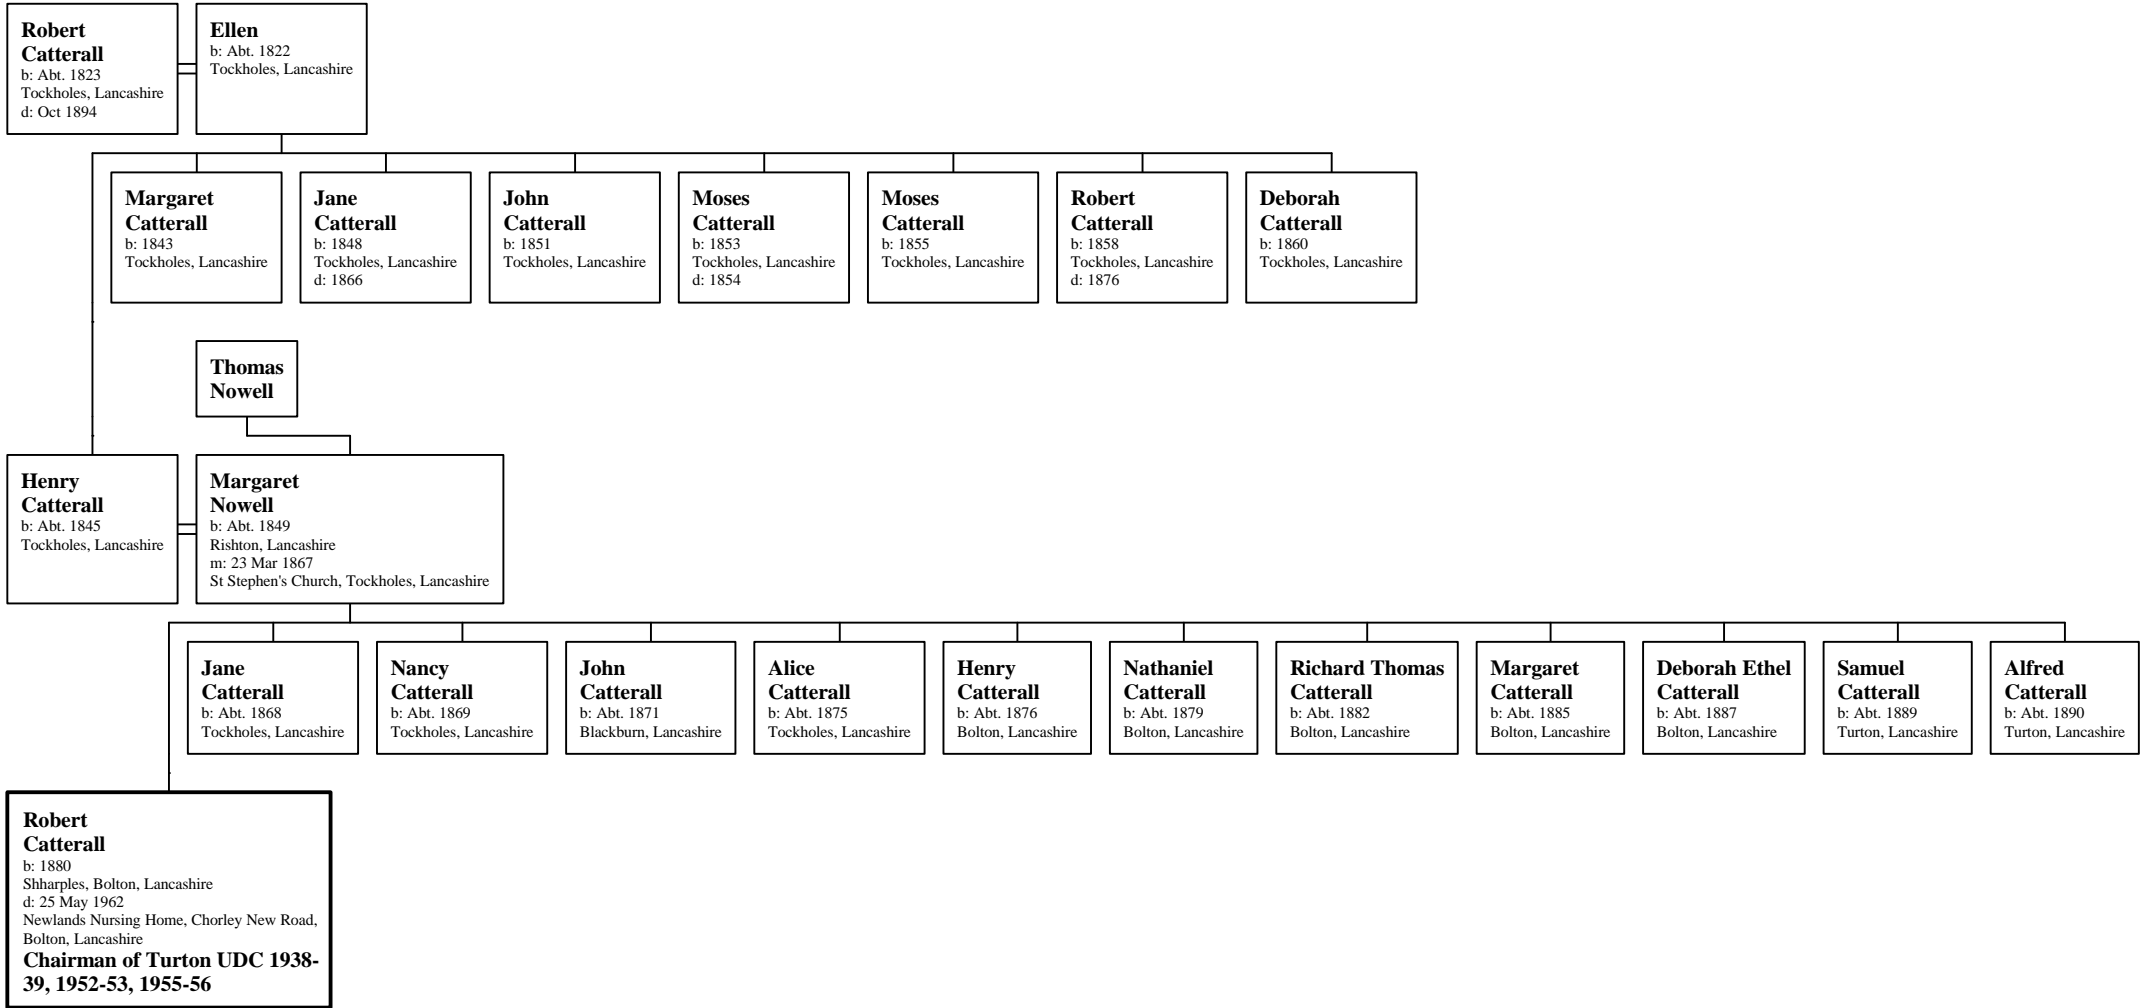 Robert
Catterall
b: Abt. 1823
Tockholes, Lancashire
d: Oct 1894
Ellen
b: Abt. 1822
Tockholes, Lancashire
Margaret
Catterall
b: 1843
Tockholes, Lancashire
Jane
Catterall
b: 1848
Tockholes, Lancashire
d: 1866
John
Catterall
b: 1851
Tockholes, Lancashire
Moses
Catterall
b: 1853
Tockholes, Lancashire
d: 1854
Moses
Catterall
b: 1855
Tockholes, Lancashire
Robert
Catterall
b: 1858
Tockholes, Lancashire
d: 1876
Deborah
Catterall
b: 1860
Tockholes, Lancashire
Thomas
Nowell
Henry
Catterall
b: Abt. 1845
Tockholes, Lancashire
Margaret
Nowell
b: Abt. 1849
Rishton, Lancashire
m: 23 Mar 1867
St Stephen's Church, Tockholes, Lancashire
Jane
Catterall
b: Abt. 1868
Tockholes, Lancashire
Nancy
Catterall
b: Abt. 1869
Tockholes, Lancashire
John
Catterall
b: Abt. 1871
Blackburn, Lancashire
Alice
Catterall
b: Abt. 1875
Tockholes, Lancashire
Henry
Catterall
b: Abt. 1876
Bolton, Lancashire
Nathaniel
Catterall
b: Abt. 1879
Bolton, Lancashire
Richard Thomas
Catterall
b: Abt. 1882
Bolton, Lancashire
Margaret
Catterall
b: Abt. 1885
Bolton, Lancashire
Deborah Ethel
Catterall
b: Abt. 1887
Bolton, Lancashire
Samuel
Catterall
b: Abt. 1889
Turton, Lancashire
Alfred
Catterall
b: Abt. 1890
Turton, Lancashire
Robert
Catterall
b: 1880
Shharples, Bolton, Lancashire
d: 25 May 1962
Newlands Nursing Home, Chorley New Road,
Bolton, Lancashire
Chairman of Turton UDC 1938-
39, 1952-53, 1955-56